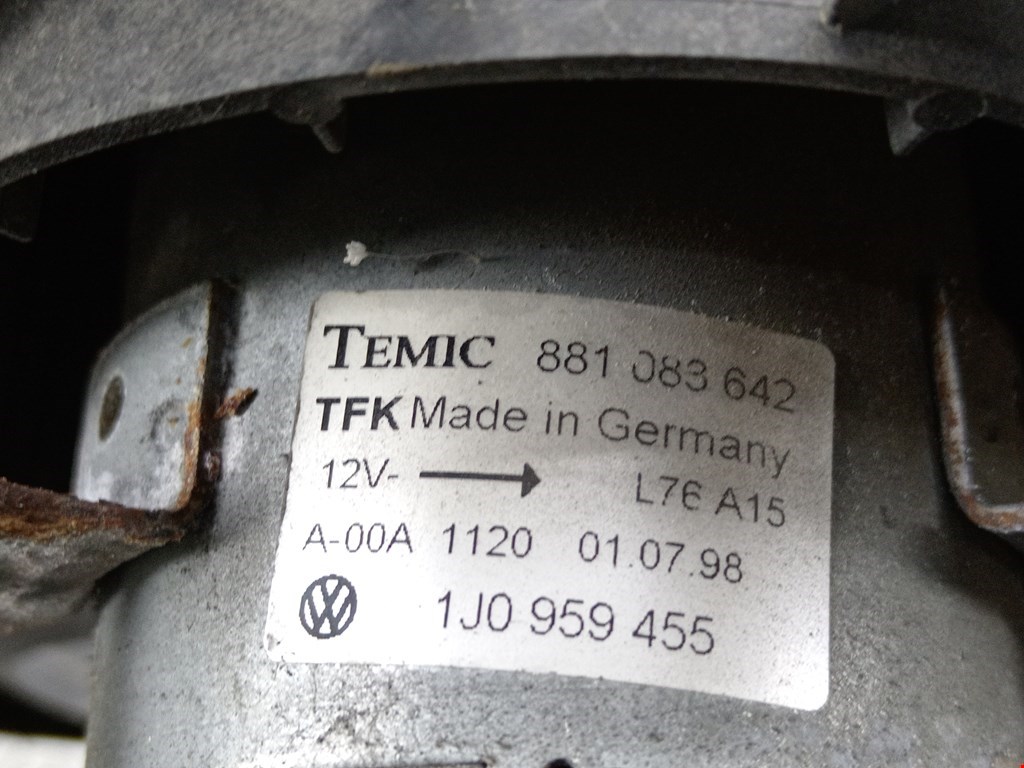 TEMIC 881 083 642
TFK Made in Germany
12V- → L76 A15
A-00A 1120 01.07.98
VW 1J0 959 455